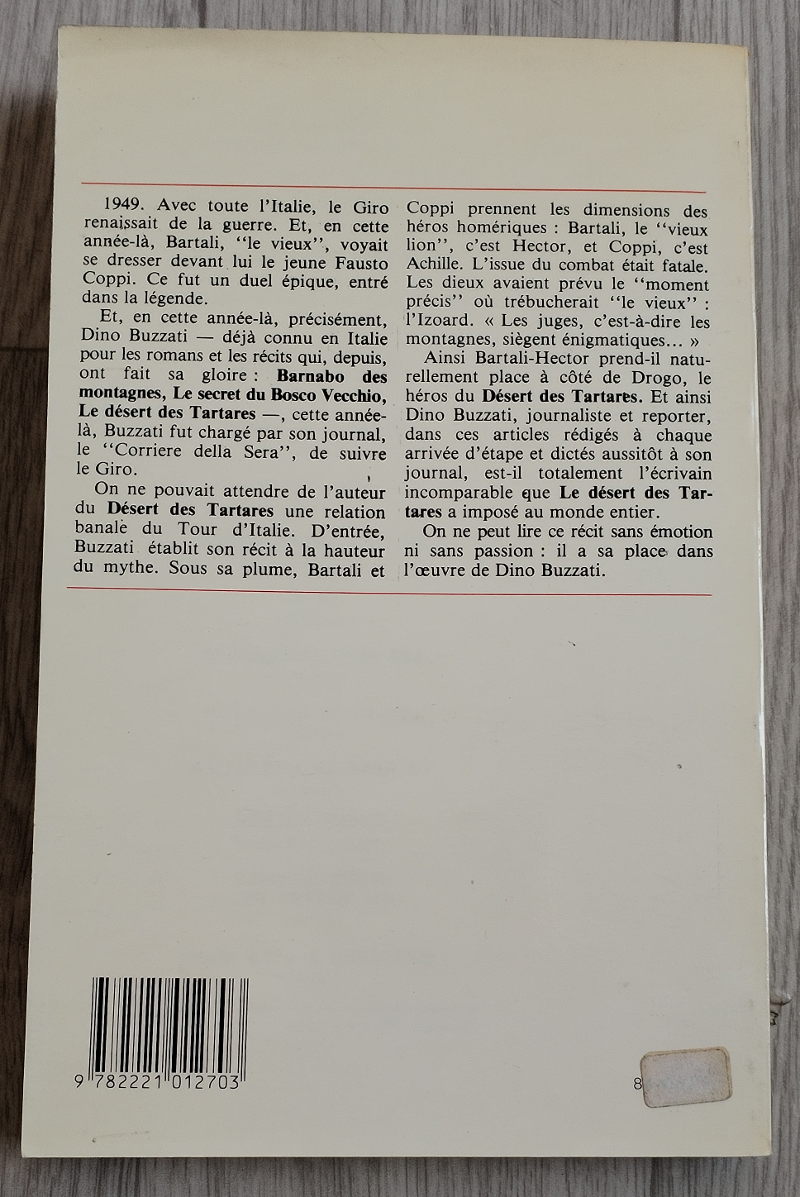 1949. Avec toute l'Italie, le Giro
renaissait de la guerre. Et, en cette
année-là, Bartali, "le vieux", voyait
se dresser devant lui le jeune Fausto
Coppi. Ce fut un duel épique, entré
dans la légende.
Et, en cette année-là, précisément,
Dino Buzzati — déjà connu en Italie
pour les romans et les récits qui, depuis,
ont fait sa gloire : Barnabo des
montagnes, Le secret du Bosco Vecchio,
Le désert des Tartares —, cette année-
là, Buzzati fut chargé par son journal,
le "Corriere della Sera", de suivre
le Giro.
On ne pouvait attendre de l'auteur
du Désert des Tartares une relation
banale du Tour d'Italie. D'entrée,
Buzzati établit son récit à la hauteur
du mythe. Sous sa plume, Bartali et
Coppi prennent les dimensions des
héros homériques : Bartali, le "vieux
lion", c'est Hector, et Coppi, c'est
Achille. L'issue du combat était fatale.
Les dieux avaient prévu le "moment
précis" où trébucherait "le vieux" :
l'Izoard. « Les juges, c'est-à-dire les
montagnes, siègent énigmatiques... »
Ainsi Bartali-Hector prend-il natu-
rellement place à côté de Drogo, le
héros du Désert des Tartares. Et ainsi
Dino Buzzati, journaliste et reporter,
dans ces articles rédigés à chaque
arrivée d'étape et dictés aussitôt à son
journal, est-il totalement l'écrivain
incomparable que Le désert des Tar-
tares a imposé au monde entier.
On ne peut lire ce récit sans émotion
ni sans passion : il a sa place dans
l'œuvre de Dino Buzzati.
9 782221 012703
8